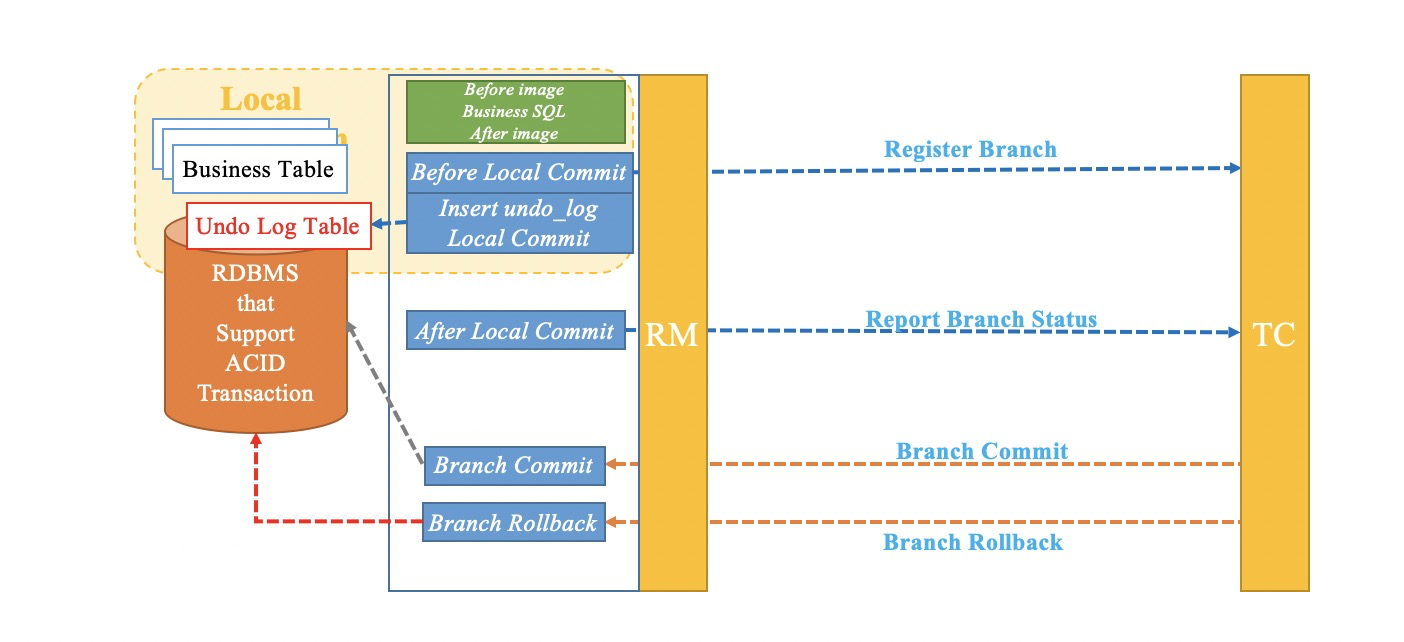 Local
Business Table
Undo Log Table
RDBMS
that
Support
ACID
Transaction
Before image
Business SQL
After image
Before Local Commit
Insert undo_log
Local Commit
After Local Commit
Branch Commit
Branch Rollback
RM
Register Branch
Report Branch Status
Branch Commit
Branch Rollback
TC